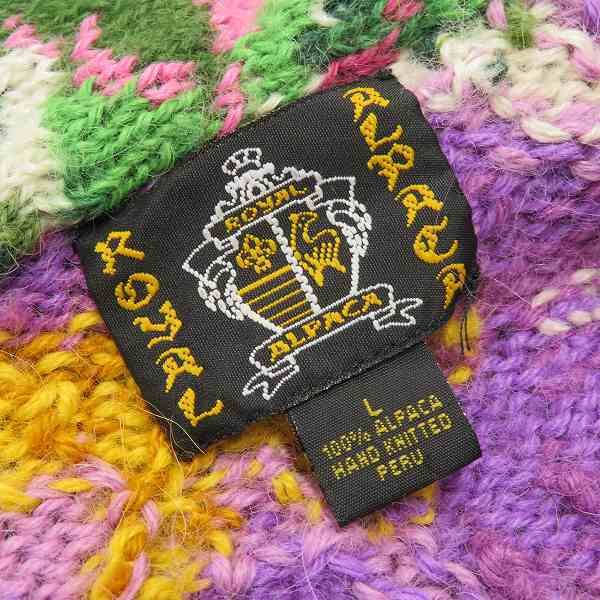 ROYAL
ALPACA
ROYAL
ALPACA
L
100% ALPACA
HAND KNITTED
PERU